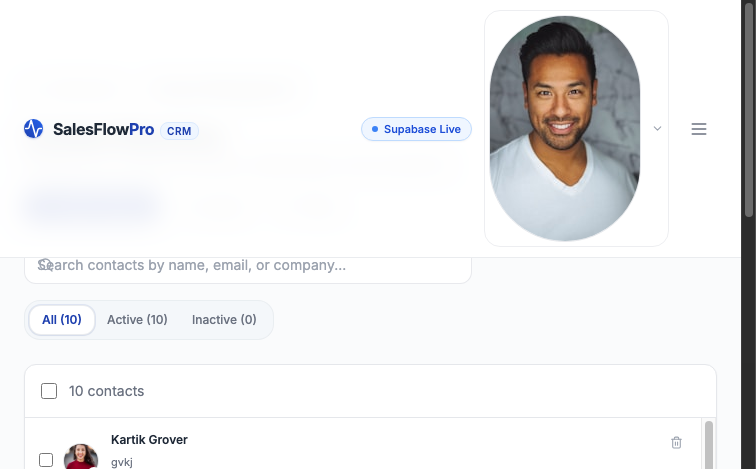 SalesFlowPro CRM
Supabase Live
Search contacts by name, email, or company...
All (10)
Active (10)
Inactive (0)
10 contacts
Kartik Grover
gvkj